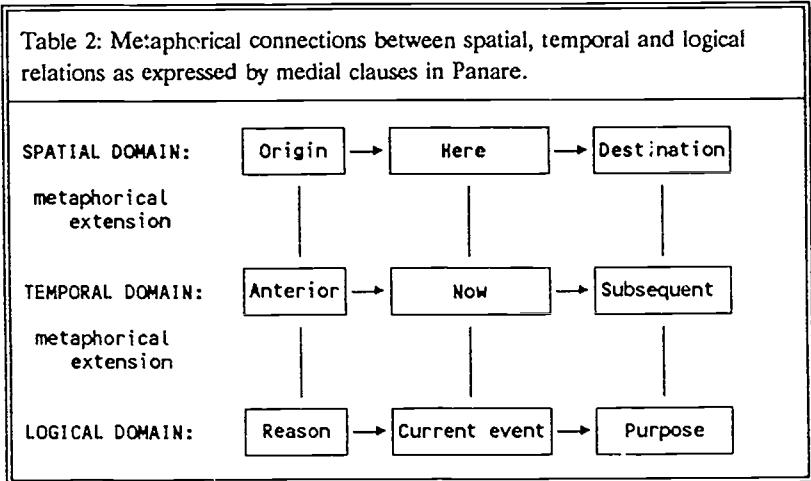 Table 2: Metaphorical connections between spatial, temporal and logical
relations as expressed by medial clauses in Panare.
SPATIAL DOMAIN: Origin → Here → Destination
metaphorical
extension
TEMPORAL DOMAIN: Anterior → Now → Subsequent
metaphorical
extension
LOGICAL DOMAIN: Reason → Current event → Purpose